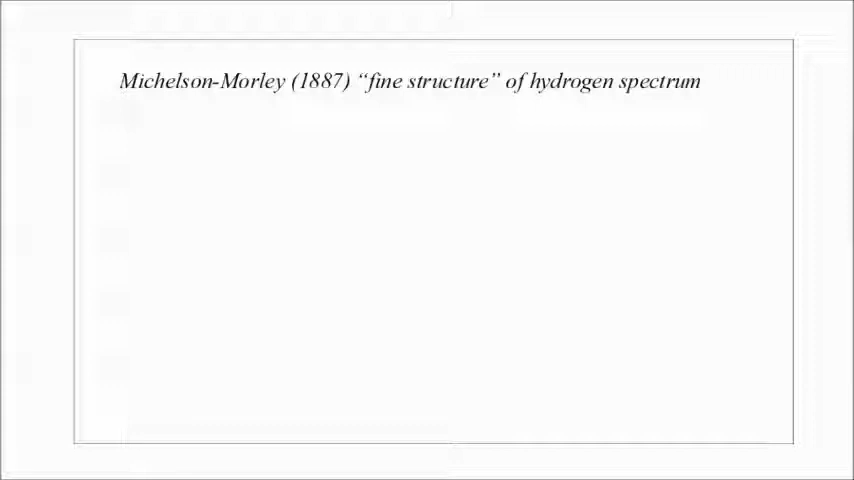 Michelson-Morley (1887) “fine structure” of hydrogen spectrum